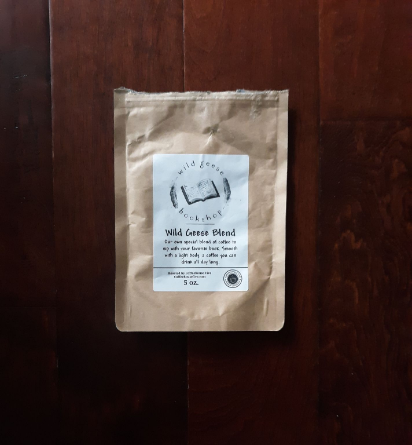 wild geese
bookshop
Wild Geese Blend
Our own special blend of coffee to
sip with your favorite book. Smooth
with a light body, a coffee you can
drink all day long.
5 oz.